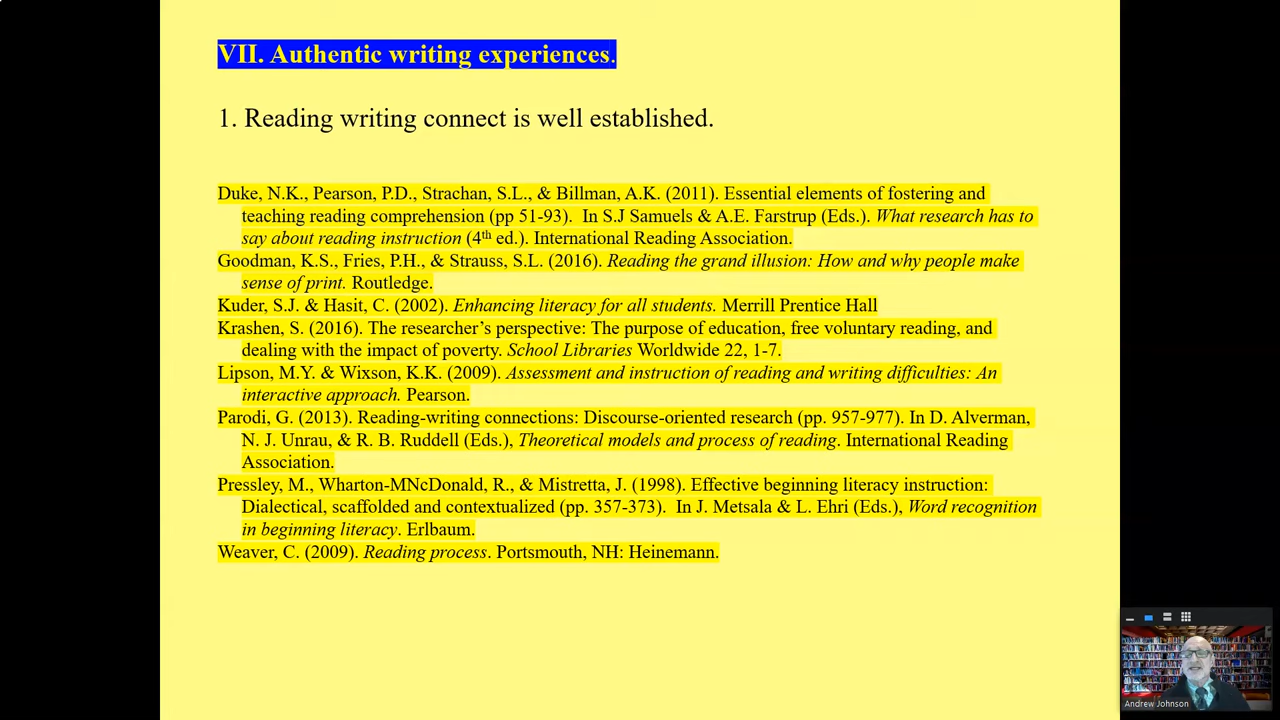 VII. Authentic writing experiences.
1. Reading writing connect is well established.
Duke, N.K., Pearson, P.D., Strachan, S.L., & Billman, A.K. (2011). Essential elements of fostering and
teaching reading comprehension (pp 51-93).  In S.J Samuels & A.E. Farstrup (Eds.). What research has to
say about reading instruction (4th ed.). International Reading Association.
Goodman, K.S., Fries, P.H., & Strauss, S.L. (2016). Reading the grand illusion: How and why people make
sense of print. Routledge.
Kuder, S.J. & Hasit, C. (2002). Enhancing literacy for all students. Merrill Prentice Hall
Krashen, S. (2016). The researcher's perspective: The purpose of education, free voluntary reading, and
dealing with the impact of poverty. School Libraries Worldwide 22, 1-7.
Lipson, M.Y. & Wixson, K.K. (2009). Assessment and instruction of reading and writing difficulties: An
interactive approach. Pearson.
Parodi, G. (2013). Reading-writing connections: Discourse-oriented research (pp. 957-977). In D. Alverman,
N. J. Unrau, & R. B. Ruddell (Eds.), Theoretical models and process of reading. International Reading
Association.
Pressley, M., Wharton-MNcDonald, R., & Mistretta, J. (1998). Effective beginning literacy instruction:
Dialectical, scaffolded and contextualized (pp. 357-373).  In J. Metsala & L. Ehri (Eds.), Word recognition
in beginning literacy. Erlbaum.
Weaver, C. (2009). Reading process. Portsmouth, NH: Heinemann.
Andrew Johnson